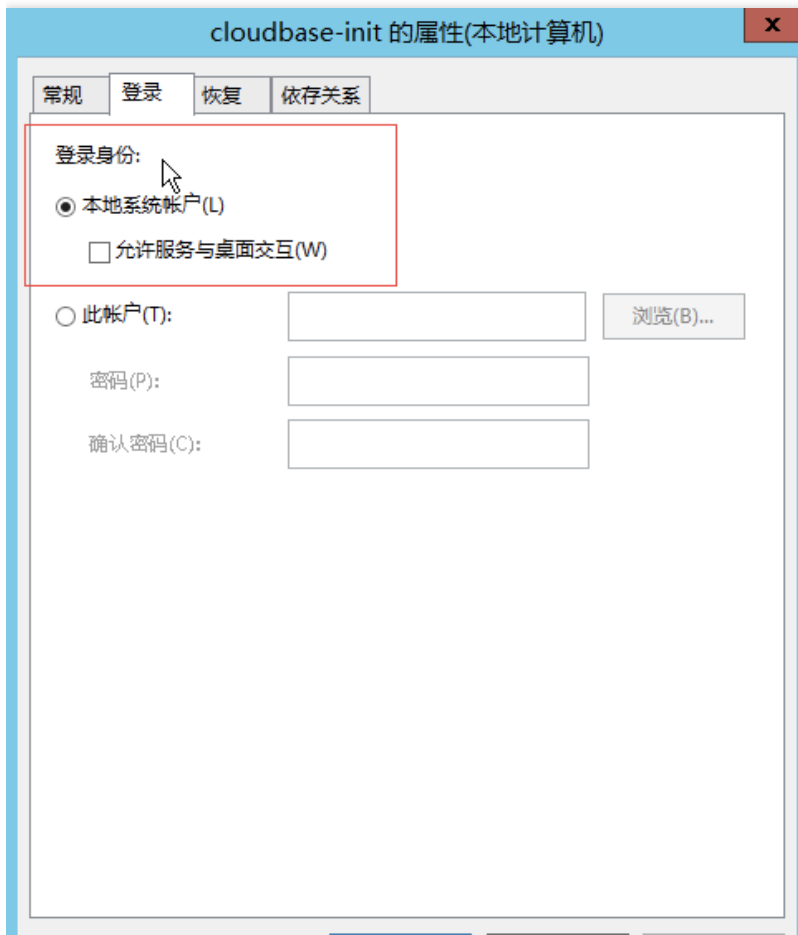 cloudbase-init 的属性(本地计算机)
x
常规 登录 恢复 依存关系
登录身份:
本地系统帐户(L)
允许服务与桌面交互(W)
此帐户(T):
浏览(B)...
密码(P):
确认密码(C):